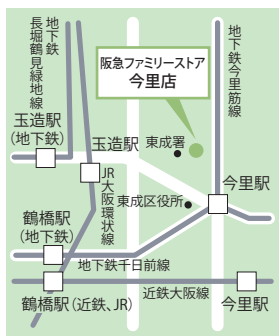 地下鉄
長堀鶴見緑地線
阪急ファミリーストア
今里店
地下鉄今里筋線
玉造駅
(地下鉄)
玉造駅
東成署
JR大阪環状線
東成区役所
今里駅
鶴橋駅
(地下鉄)
地下鉄千日前線
近鉄大阪線
鶴橋駅(近鉄、JR)
今里駅